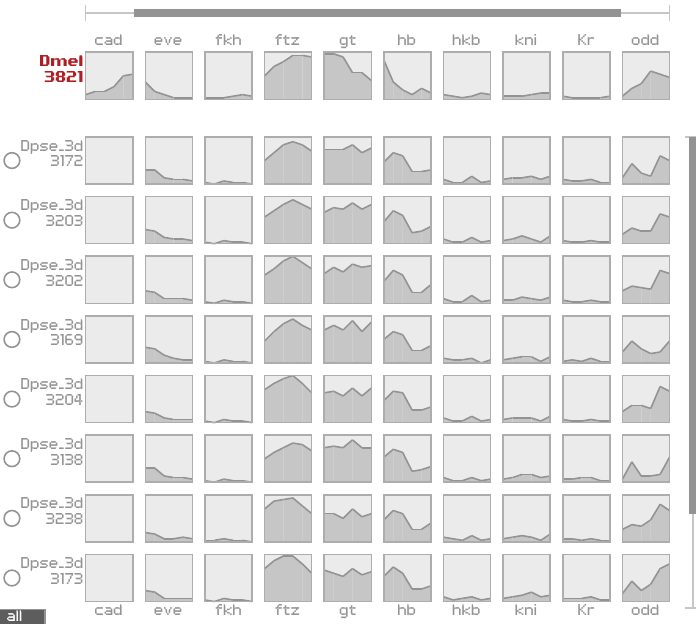 cad eve fkh ftz gt hb hkb kni Kr odd
Dmel
3821
Dpse_3d
3172
Dpse_3d
3203
Dpse_3d
3202
Dpse_3d
3169
Dpse_3d
3204
Dpse_3d
3138
Dpse_3d
3238
Dpse_3d
3173
cad eve fkh ftz gt hb hkb kni Kr odd
all